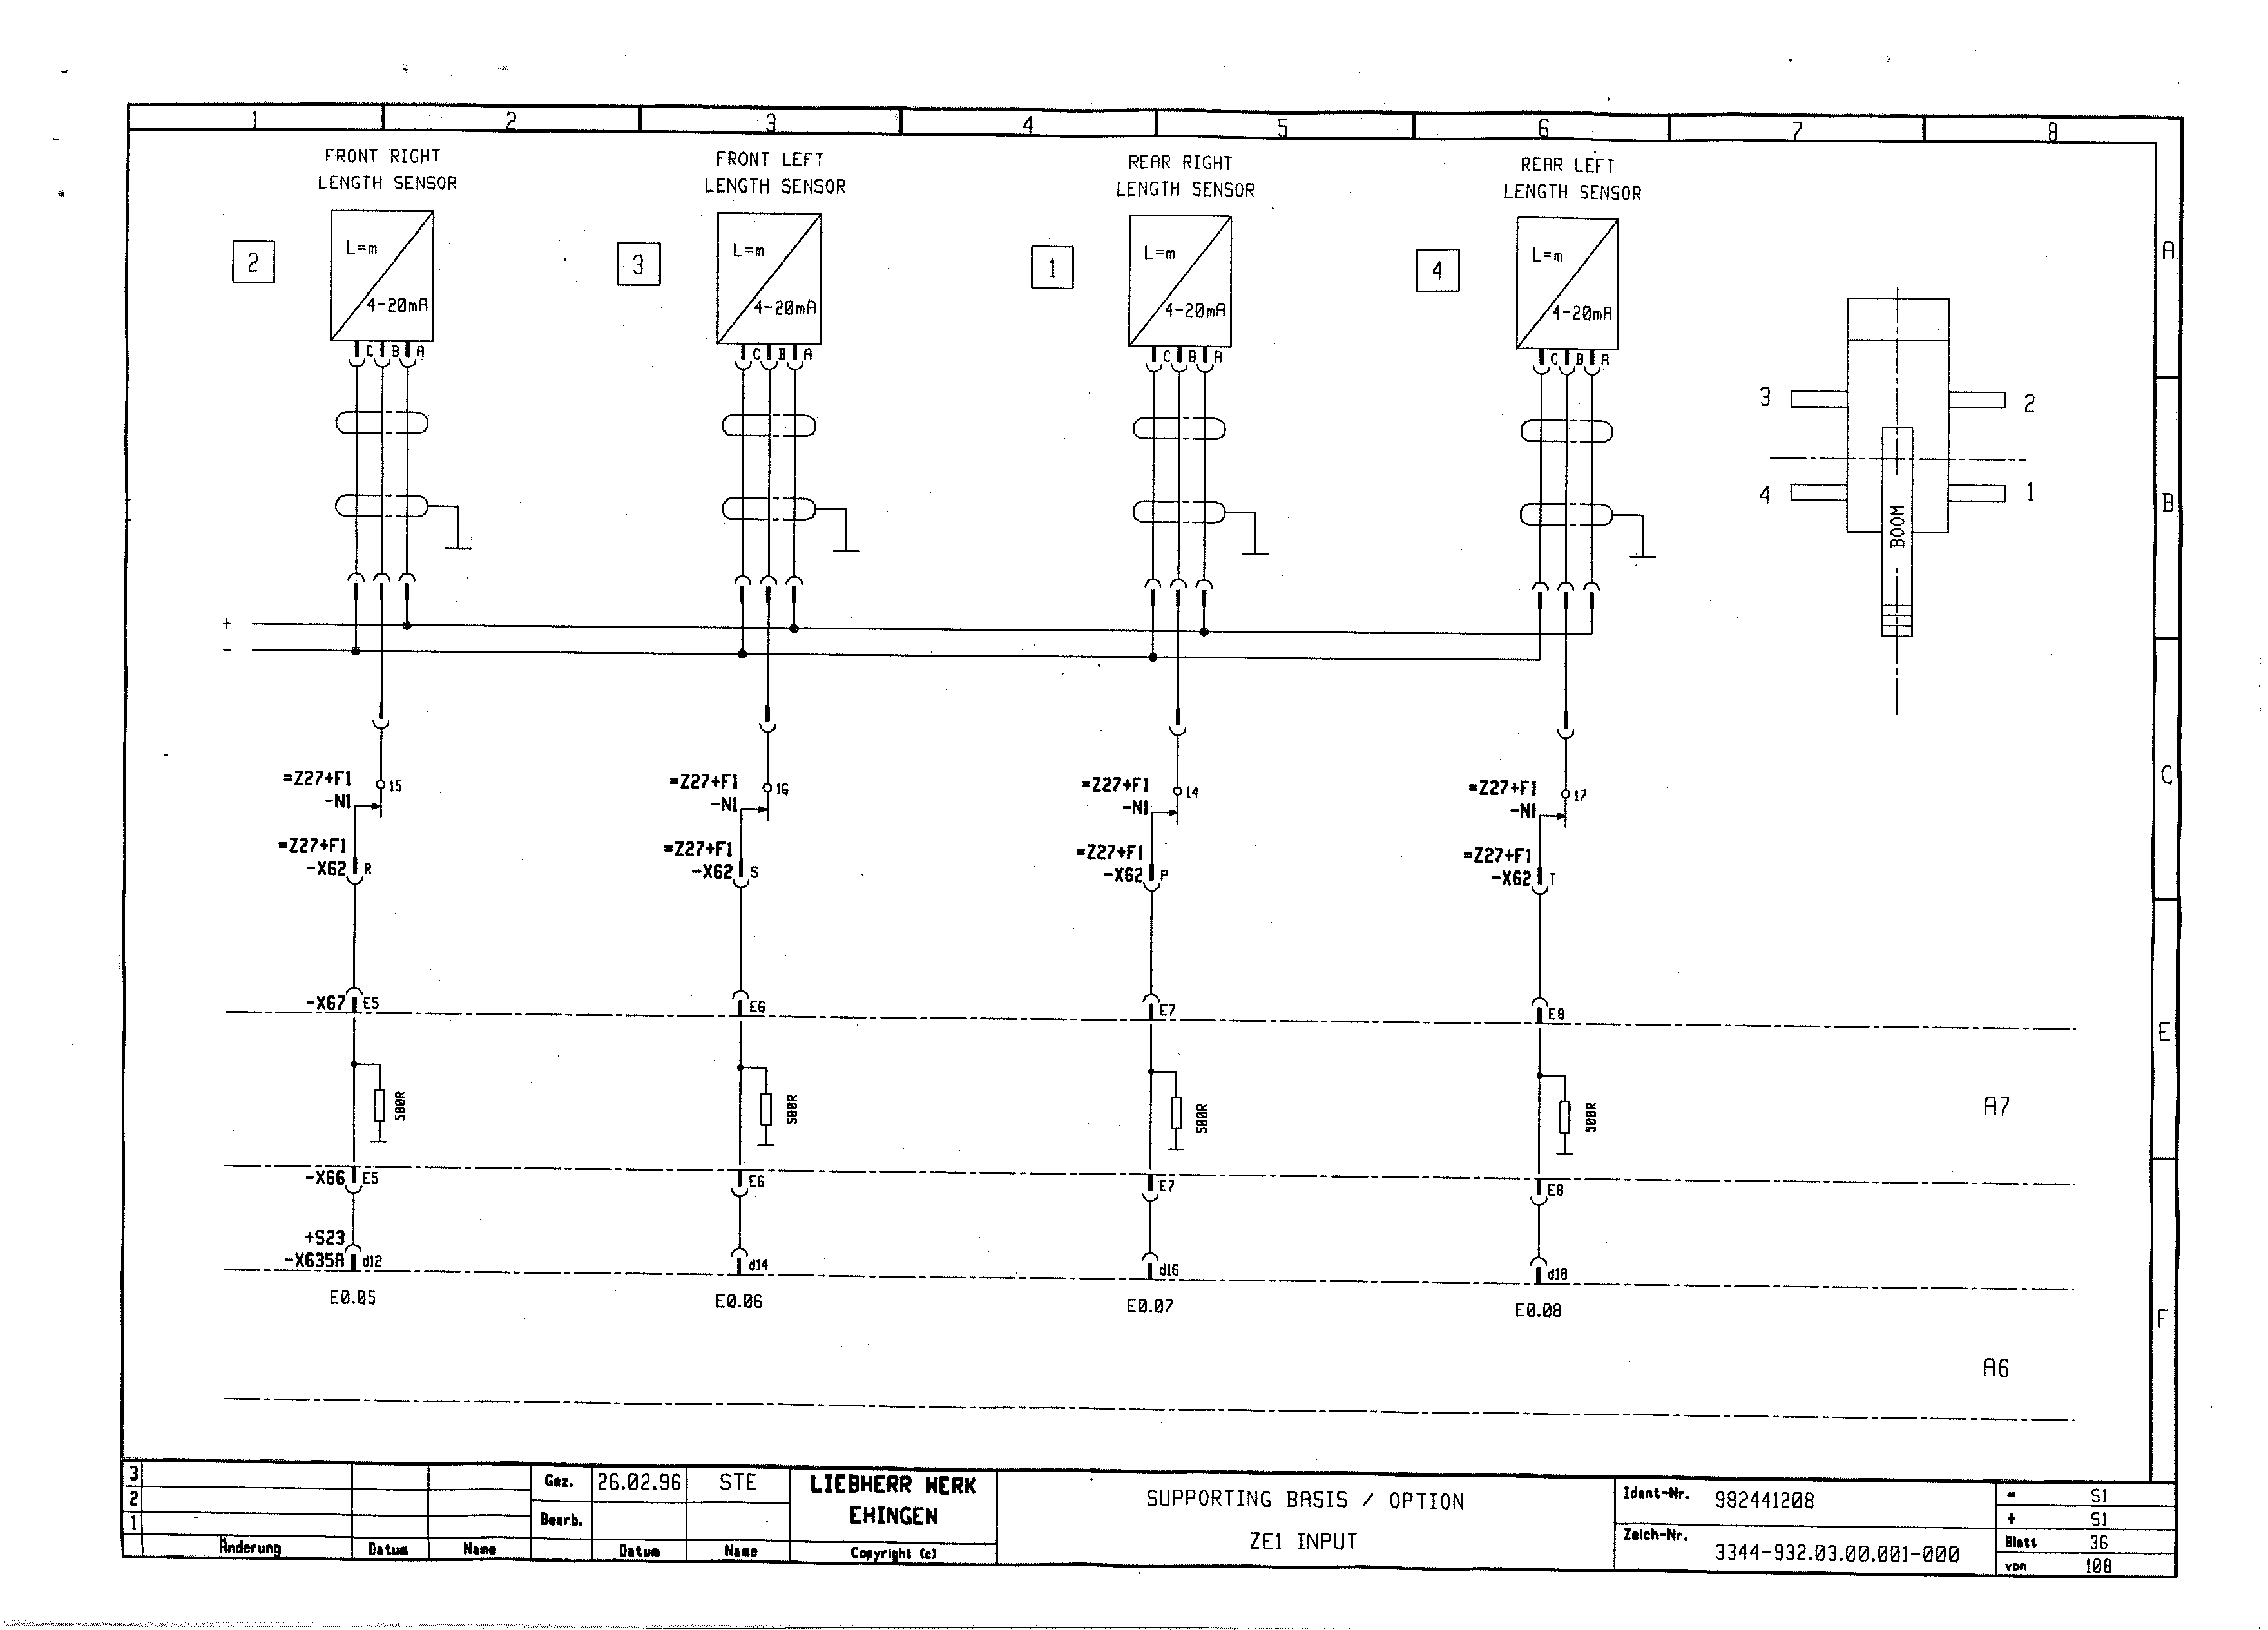 1 2 3 4 5 6 7 8
FRONT RIGHT
LENGTH SENSOR
FRONT LEFT
LENGTH SENSOR
REAR RIGHT
LENGTH SENSOR
REAR LEFT
LENGTH SENSOR
A
2
L=m
4-20mA
3
L=m
4-20mA
1
L=m
4-20mA
4
L=m
4-20mA
C B A
C B A
C B A
C B A
3
2
4
1
BOOM
B
+
-
=Z27+F1
-N1
15
=Z27+F1
-N1
16
=Z27+F1
-N1
14
=Z27+F1
-N1
17
C
=Z27+F1
-X62 R
=Z27+F1
-X62 S
=Z27+F1
-X62 P
=Z27+F1
-X62 T
-X67 E5
E6
E7
E8
E
500R
500R
500R
500R
A7
-X66 E5
E6
E7
E8
+S23
-X635A d12
d14
d16
d18
E0.05
E0.06
E0.07
E0.08
F
A6
3
2
1
Änderung
Datum
Name
Gez.
26.02.96
STE
Bearb.
Datum
Name
LIEBHERR WERK
EHINGEN
Copyright (c)
SUPPORTING BASIS / OPTION
ZE1 INPUT
Ident-Nr. 982441208
Zeich-Nr. 3344-932.03.00.001-000
= S1
+ S1
Blatt 36
von 108